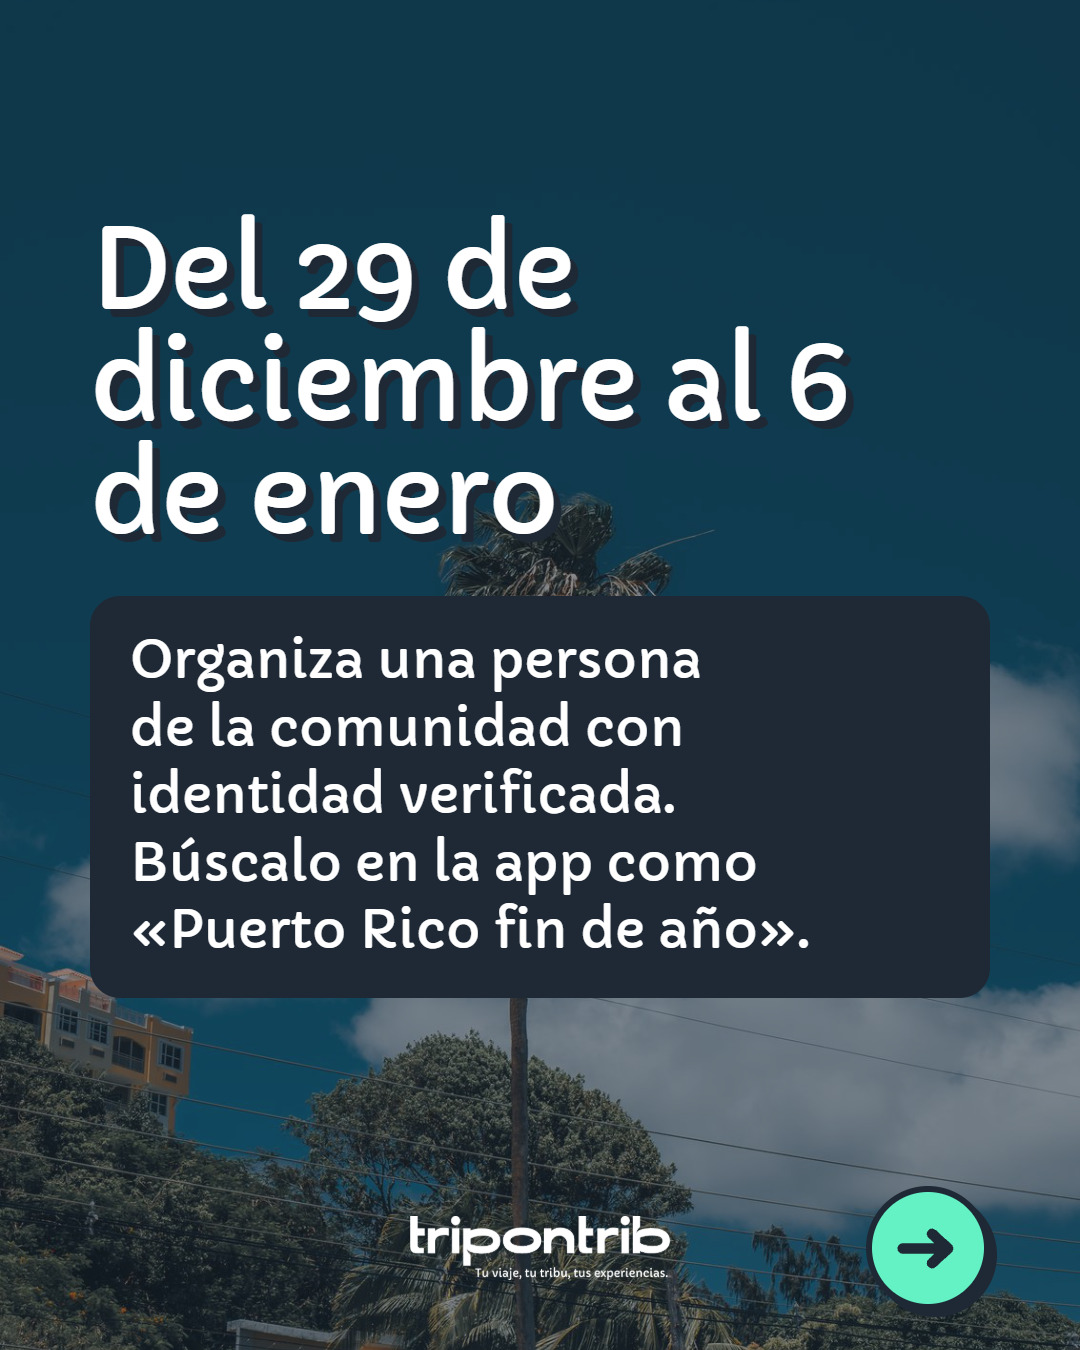 Del 29 de
diciembre al 6
de enero
Organiza una persona
de la comunidad con
identidad verificada.
Búscalo en la app como
«Puerto Rico fin de año».
tripontrib
Tu viaje, tu tribu, tus experiencias.